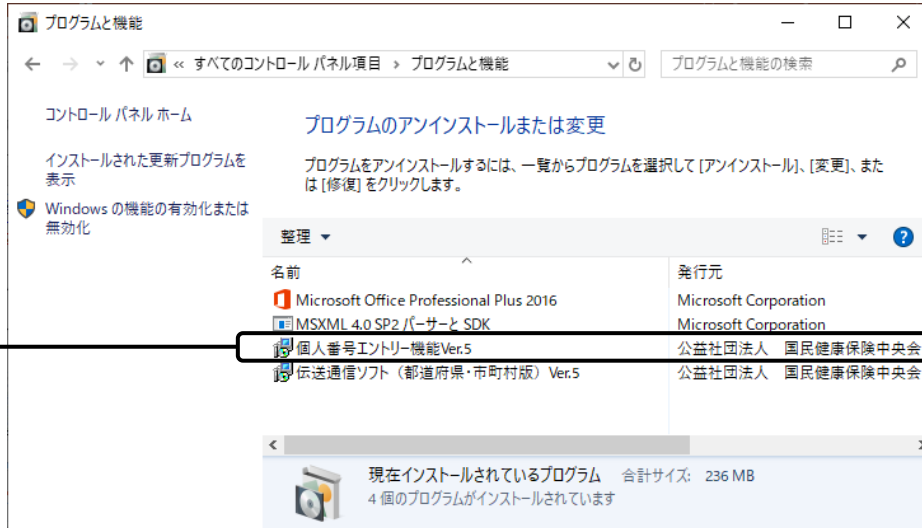 プログラムと機能
« すべてのコントロール パネル項目 › プログラムと機能
プログラムと機能の検索
コントロール パネル ホーム
インストールされた更新プログラムを
表示
Windows の機能の有効化または
無効化
プログラムのアンインストールまたは変更
プログラムをアンインストールするには、一覧からプログラムを選択して [アンインストール]、[変更]、また
は [修復] をクリックします。
整理
名前 発行元
Microsoft Office Professional Plus 2016 Microsoft Corporation
MSXML 4.0 SP2 パーサーと SDK Microsoft Corporation
個人番号エントリー機能Ver.5 公益社団法人 国民健康保険中央会
伝送通信ソフト（都道府県・市町村版）Ver.5 公益社団法人 国民健康保険中央会
現在インストールされているプログラム 合計サイズ: 236 MB
4 個のプログラムがインストールされています